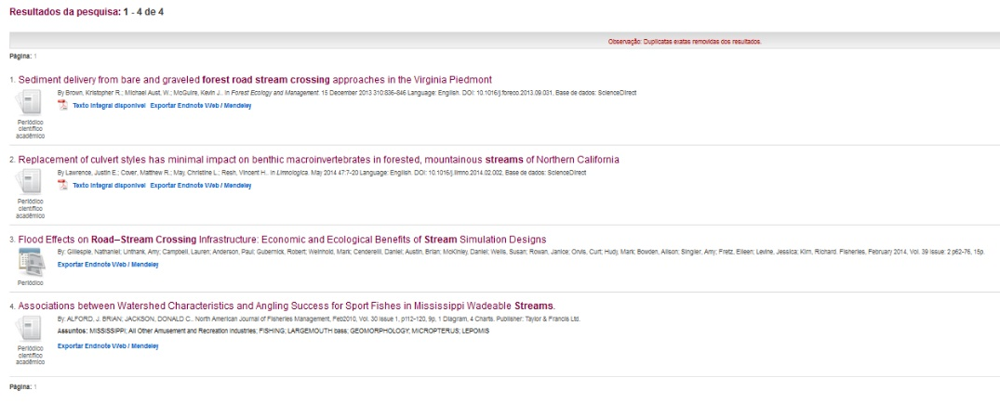 Resultados da pesquisa: 1 - 4 de 4
Observação: Duplicatas exatas removidas dos resultados.
Página: 1
1. Sediment delivery from bare and graveled forest road stream crossing approaches in the Virginia Piedmont
By Brown, Kristopher R.; Michael Aust, W.; McGuire, Kevin J.. In Forest Ecology and Management. 15 December 2013 310:836-846 Language: English. DOI: 10.1016/j.foreco.2013.09.031, Base de dados: ScienceDirect
Texto integral disponível Exportar Endnote Web / Mendeley
Periódico
científico
acadêmico
2. Replacement of culvert styles has minimal impact on benthic macroinvertebrates in forested, mountainous streams of Northern California
By Lawrence, Justin E.; Cover, Matthew R.; May, Christine L.; Resh, Vincent H.. In Limnologica. May 2014 47:7-20 Language: English. DOI: 10.1016/j.limno.2014.02.002, Base de dados: ScienceDirect
Texto integral disponível Exportar Endnote Web / Mendeley
Periódico
científico
acadêmico
3. Flood Effects on Road–Stream Crossing Infrastructure: Economic and Ecological Benefits of Stream Simulation Designs
By: Gillespie, Nathaniel; Unthank, Amy; Campbell, Lauren; Anderson, Paul; Gubernick, Robert; Weinhold, Mark; Cenderelli, Daniel; Austin, Brian; McKinley, Daniel; Wells, Susan; Rowan, Janice; Orvis, Curt; Hudy, Mark; Bowden, Alison; Singler, Amy; Fretz, Eileen; Levine, Jessica; Kirn, Richard. Fisheries. February 2014, Vol. 39 Issue: 2 p62-76, 15p.
Exportar Endnote Web / Mendeley
Periódico
4. Associations between Watershed Characteristics and Angling Success for Sport Fishes in Mississippi Wadeable Streams.
By: ALFORD, J. BRIAN; JACKSON, DONALD C.. North American Journal of Fisheries Management, Feb2010, Vol. 30 Issue 1, p112-120, 9p, 1 Diagram, 4 Charts. Publisher: Taylor & Francis Ltd.
Assuntos: MISSISSIPPI; All Other Amusement and Recreation Industries; FISHING; LARGEMOUTH bass; GEOMORPHOLOGY; MICROPTERUS; LEPOMIS
Exportar Endnote Web / Mendeley
Periódico
científico
acadêmico
Página: 1